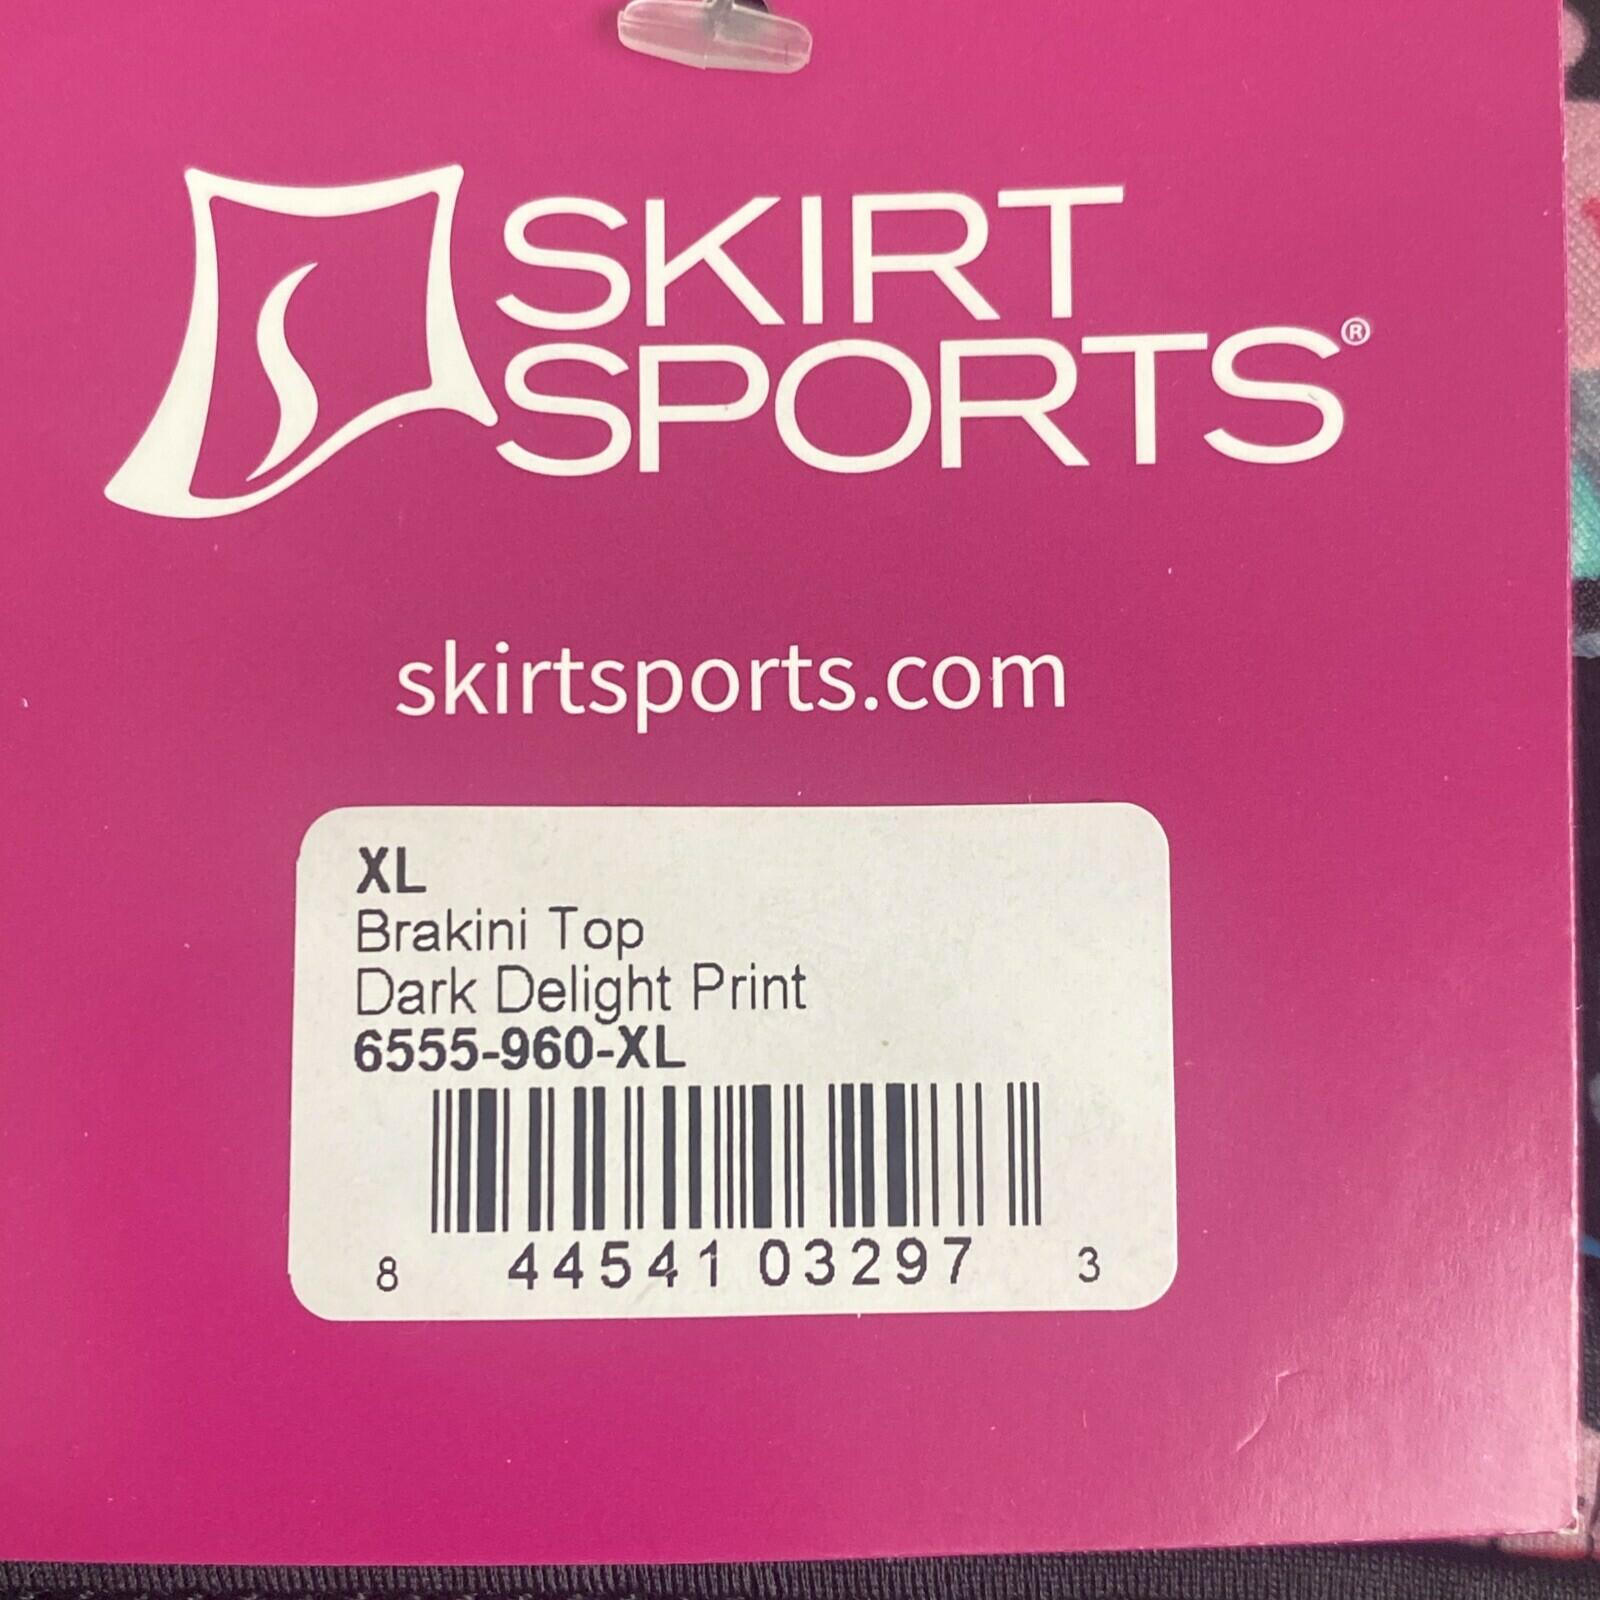 SKIRT
SPORTS®
skirtsports.com
XL
Brakini Top
Dark Delight Print
6555-960-XL
8 44541 03297 3